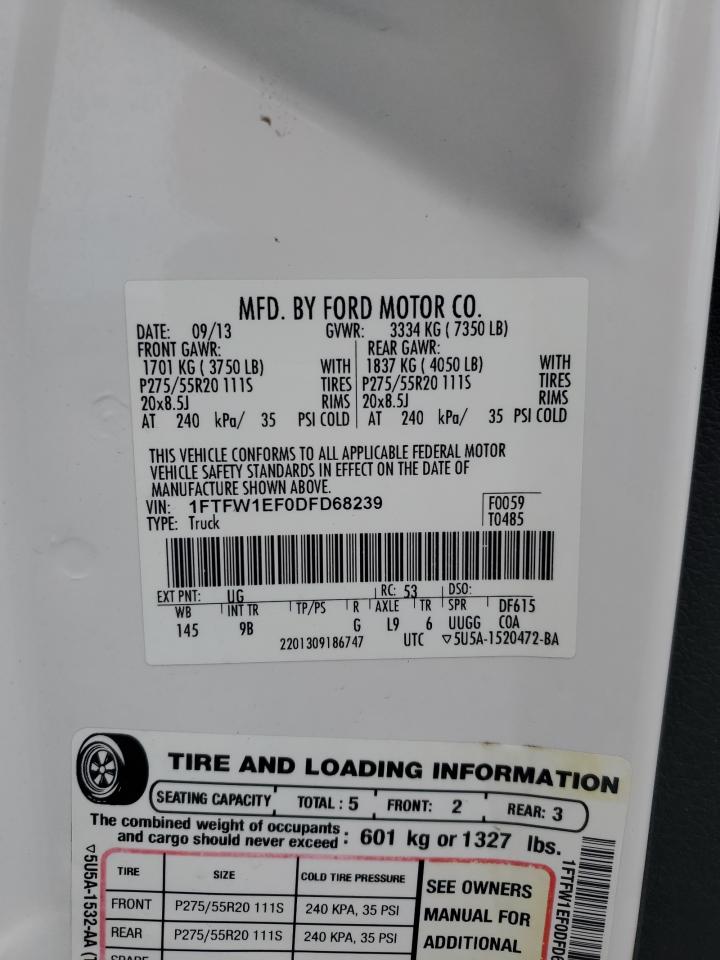 MFD. BY FORD MOTOR CO.
DATE: 09/13 GVWR: 3334 KG ( 7350 LB)
FRONT GAWR: REAR GAWR:
1701 KG ( 3750 LB) WITH 1837 KG ( 4050 LB) WITH
P275/55R20 111S TIRES P275/55R20 111S TIRES
20x8.5J RIMS 20x8.5J RIMS
AT 240 kPa/ 35 PSI COLD AT 240 kPa/ 35 PSI COLD
THIS VEHICLE CONFORMS TO ALL APPLICABLE FEDERAL MOTOR
VEHICLE SAFETY STANDARDS IN EFFECT ON THE DATE OF
MANUFACTURE SHOWN ABOVE.
VIN: 1FTFW1EF0DFD68239 F0059
TYPE: Truck T0485
EXT PNT: UG RC: 53 DSO:
WB INT TR TP/PS R AXLE TR SPR DF615
145 9B G L9 6 UUGG COA
2201309186747 UTC ▽5U5A-1520472-BA
TIRE AND LOADING INFORMATION
SEATING CAPACITY TOTAL : 5 FRONT: 2 REAR: 3
The combined weight of occupants
and cargo should never exceed : 601 kg or 1327 lbs.
TIRE SIZE COLD TIRE PRESSURE
FRONT P275/55R20 111S 240 KPA, 35 PSI
REAR P275/55R20 111S 240 KPA, 35 PSI
SEE OWNERS
MANUAL FOR
ADDITIONAL
▽5U5A-1532-AA
1FTFW1EF0DFD6